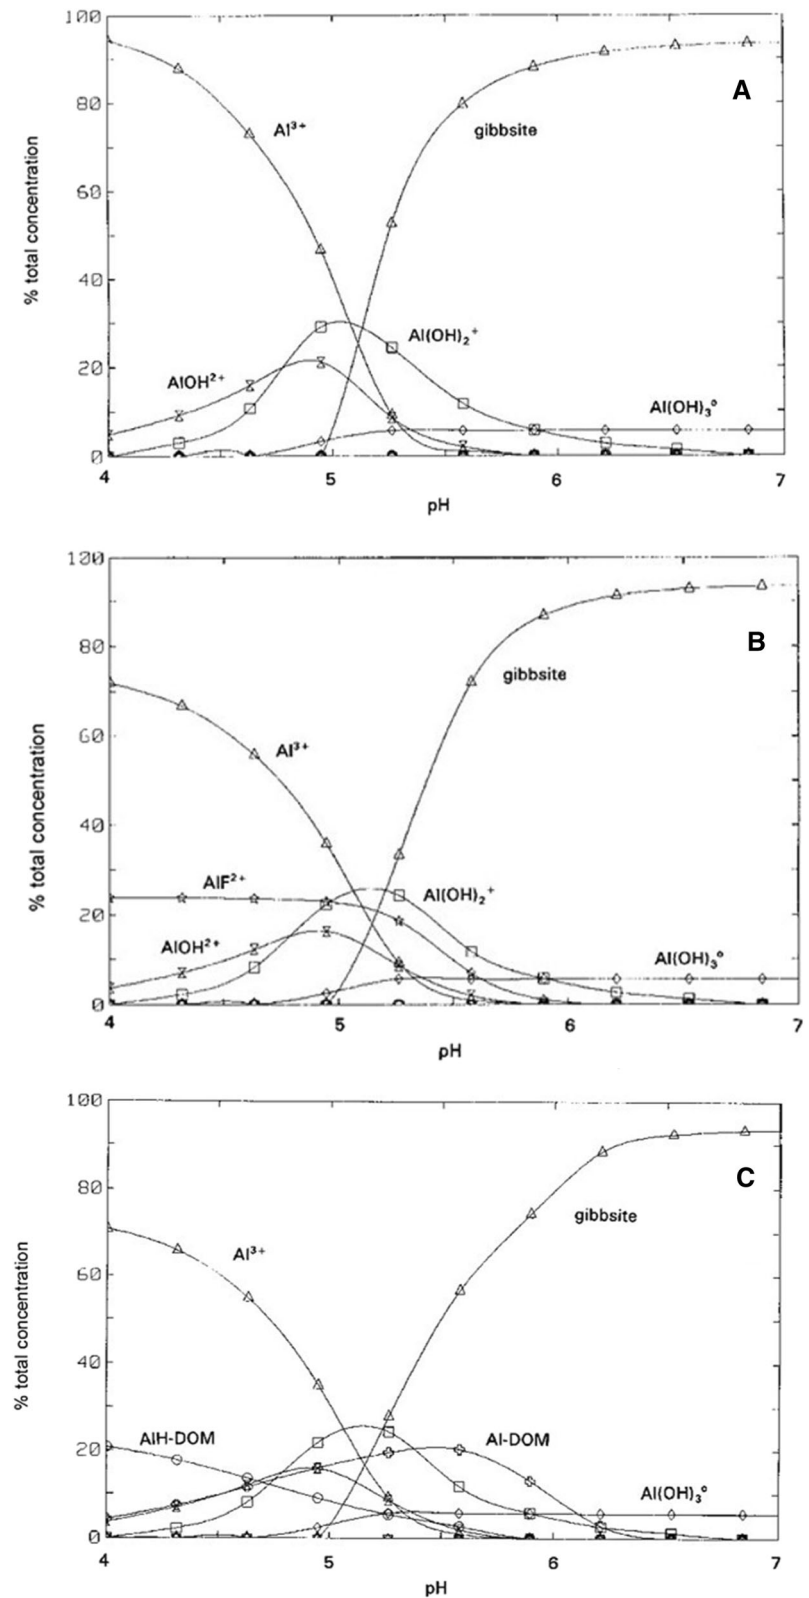 100
A
Al³⁺
gibbsite
80
% total concentration
60
40
Al(OH)₂⁺
AlOH²⁺
20
Al(OH)₃°
0
4 5 6 7
pH
100
B
80
gibbsite
Al³⁺
% total concentration
60
40
AlF²⁺
Al(OH)₂⁺
20
AlOH²⁺
Al(OH)₃°
0
4 5 6 7
pH
100
C
80
gibbsite
Al³⁺
% total concentration
60
40
AlH-DOM
Al-DOM
20
Al(OH)₃°
0
4 5 6 7
pH